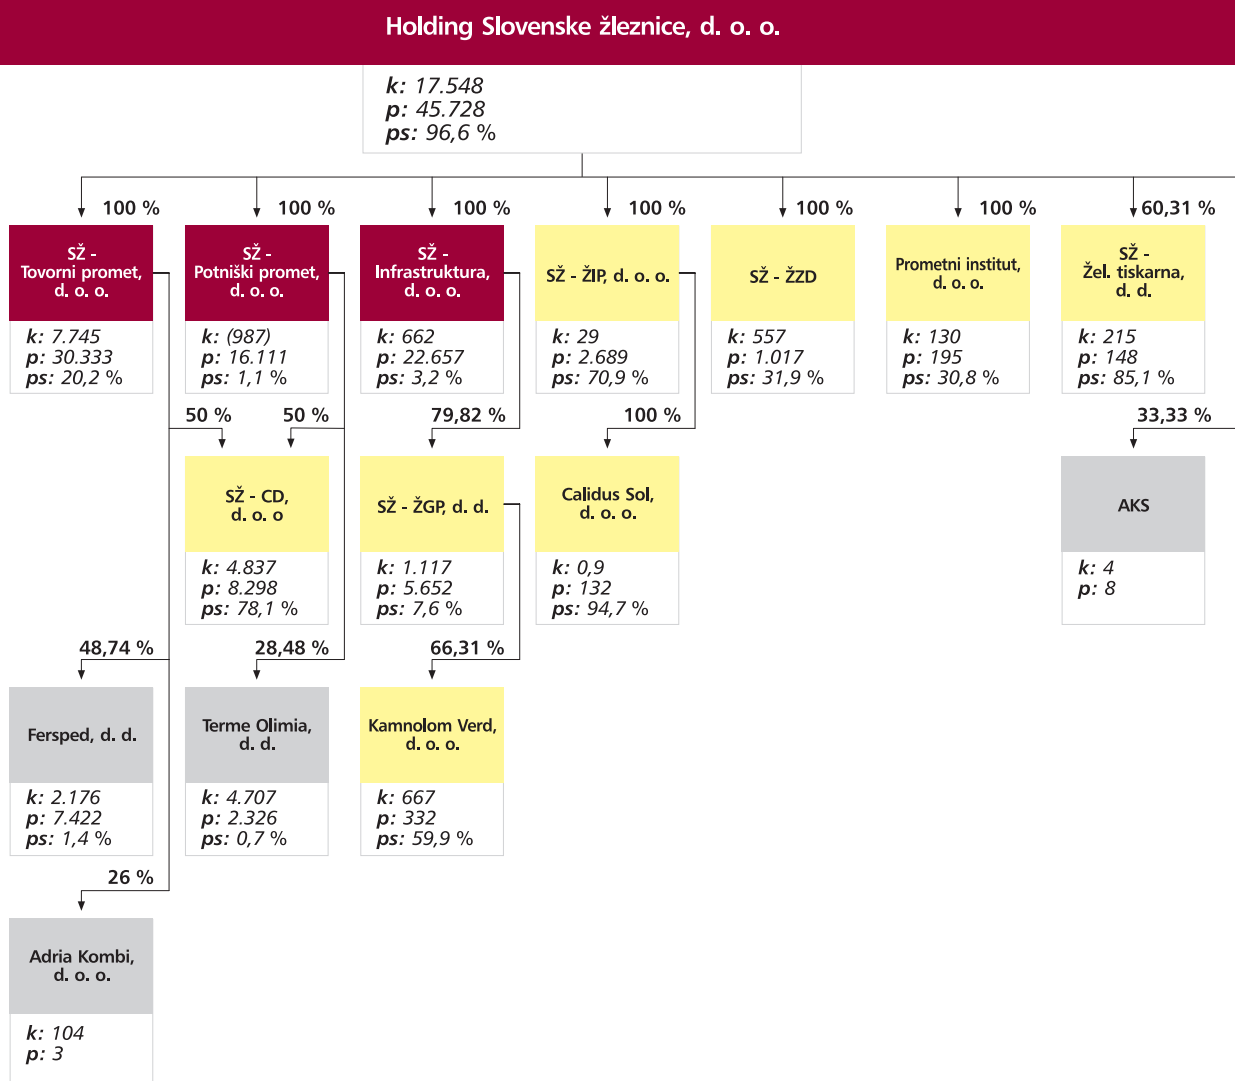 Holding Slovenske žleznice, d. o. o.
k: 17.548
p: 45.728
ps: 96,6 %
100 %
100 %
100 %
100 %
100 %
100 %
60,31 %
SŽ -
Tovorni promet,
d. o. o.
k: 7.745
p: 30.333
ps: 20,2 %
SŽ -
Potniški promet,
d. o. o.
k: (987)
p: 16.111
ps: 1,1 %
SŽ -
Infrastruktura,
d. o. o.
k: 662
p: 22.657
ps: 3,2 %
SŽ - ŽIP, d. o. o.
k: 29
p: 2.689
ps: 70,9 %
SŽ - ŽZD
k: 557
p: 1.017
ps: 31,9 %
Prometni institut,
d. o. o.
k: 130
p: 195
ps: 30,8 %
SŽ -
Žel. tiskarna,
d. d.
k: 215
p: 148
ps: 85,1 %
50 %
50 %
79,82 %
100 %
33,33 %
SŽ - CD,
d. o. o
k: 4.837
p: 8.298
ps: 78,1 %
SŽ - ŽGP, d. d.
k: 1.117
p: 5.652
ps: 7,6 %
Calidus Sol,
d. o. o.
k: 0,9
p: 132
ps: 94,7 %
AKS
k: 4
p: 8
48,74 %
28,48 %
66,31 %
Fersped, d. d.
k: 2.176
p: 7.422
ps: 1,4 %
Terme Olimia,
d. d.
k: 4.707
p: 2.326
ps: 0,7 %
Kamnolom Verd,
d. o. o.
k: 667
p: 332
ps: 59,9 %
26 %
Adria Kombi,
d. o. o.
k: 104
p: 3